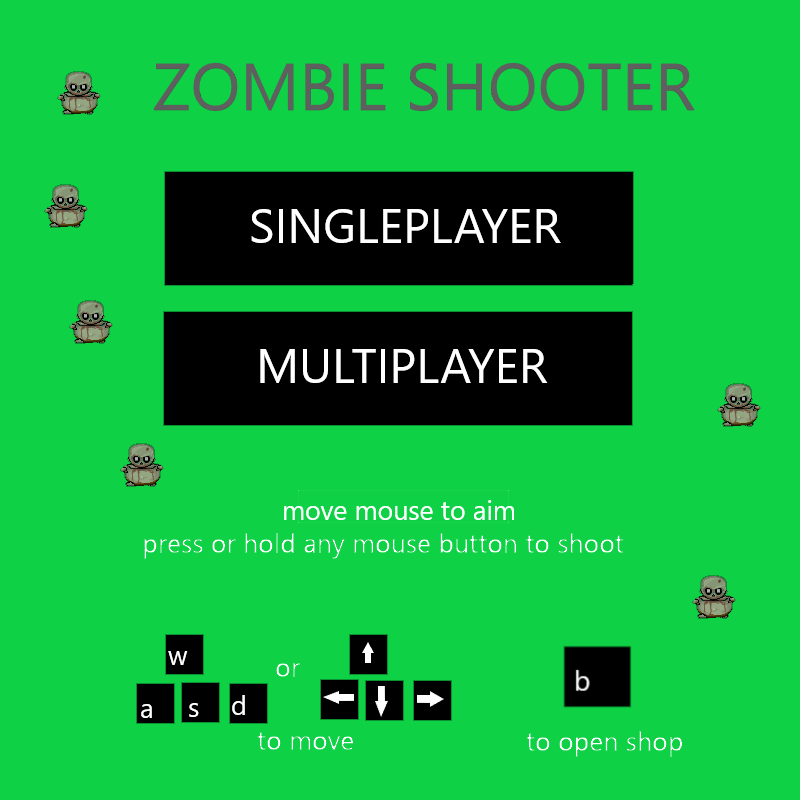 ZOMBIE SHOOTER
SINGLEPLAYER
MULTIPLAYER
move mouse to aim
press or hold any mouse button to shoot
w
or
a s d
b
to move
to open shop